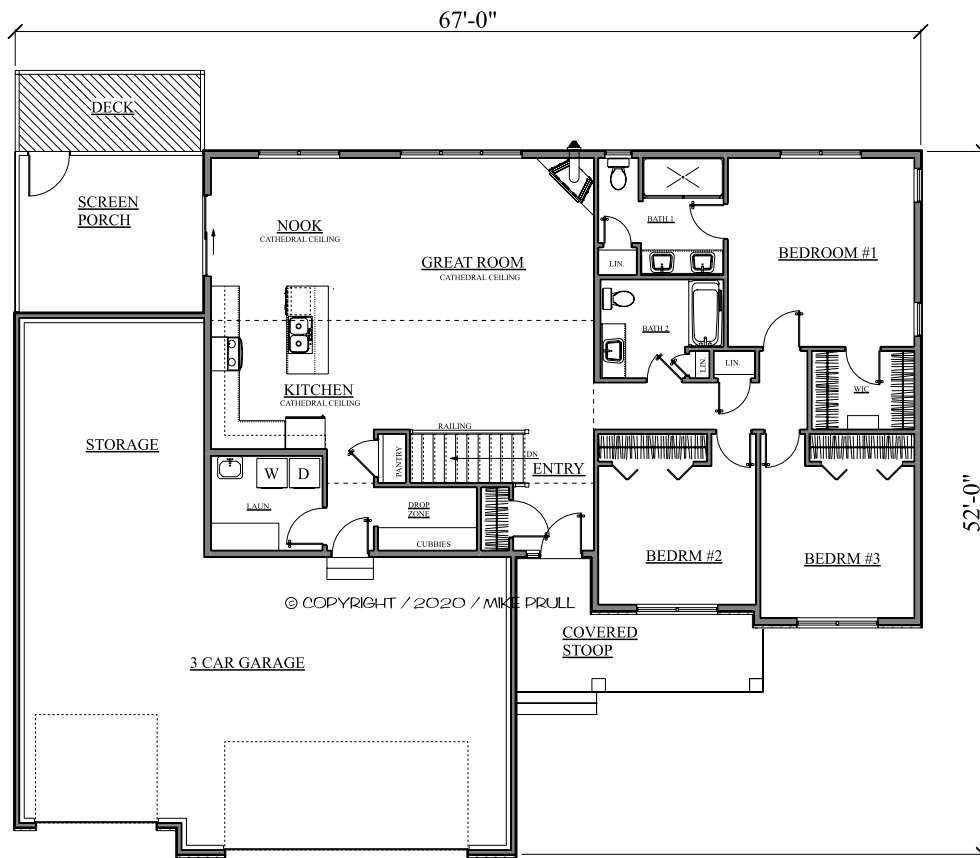 67'-0"
DECK
SCREEN
PORCH
NOOK
CATHEDRAL CEILING
GREAT ROOM
CATHEDRAL CEILING
BATH 1
LIN.
BEDROOM #1
BATH 2
LIN.
LIN.
WIC
KITCHEN
CATHEDRAL CEILING
STORAGE
RAILING
PANTRY
DN
ENTRY
W
D
LAUN.
DROP
ZONE
CUBBIES
52'-0"
BEDRM #2
BEDRM #3
© COPYRIGHT / 2020 / MIKE PRULL
COVERED
STOOP
3 CAR GARAGE